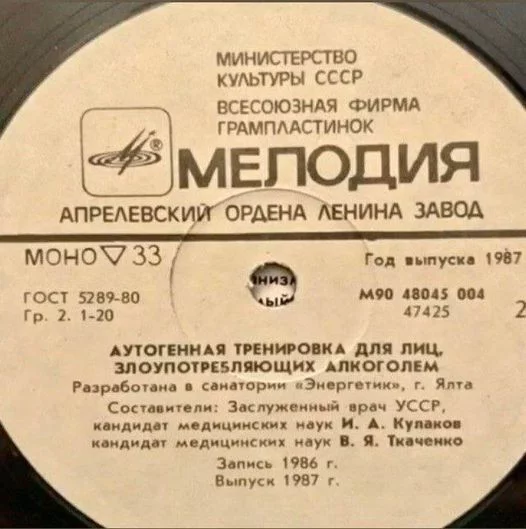 МИНИСТЕРСТВО
КУЛЬТУРЫ СССР
ВСЕСОЮЗНАЯ ФИРМА
ГРАМПЛАСТИНОК
®
МЕЛОДИЯ
АПРЕЛЕВСКИЙ ОРДЕНА ЛЕНИНА ЗАВОД
МОНО ▽ 33
Год выпуска 1987
ГОСТ 5289-80
М90 48045 004
Гр. 2. 1-20
47425
2
АУТОГЕННАЯ ТРЕНИРОВКА ДЛЯ ЛИЦ,
ЗЛОУПОТРЕБЛЯЮЩИХ АЛКОГОЛЕМ
Разработана в санатории «Энергетик», г. Ялта
Составители: Заслуженный врач УССР,
кандидат медицинских наук И. А. Кулаков
кандидат медицинских наук В. Я. Ткаченко
Запись 1986 г.
Выпуск 1987 г.